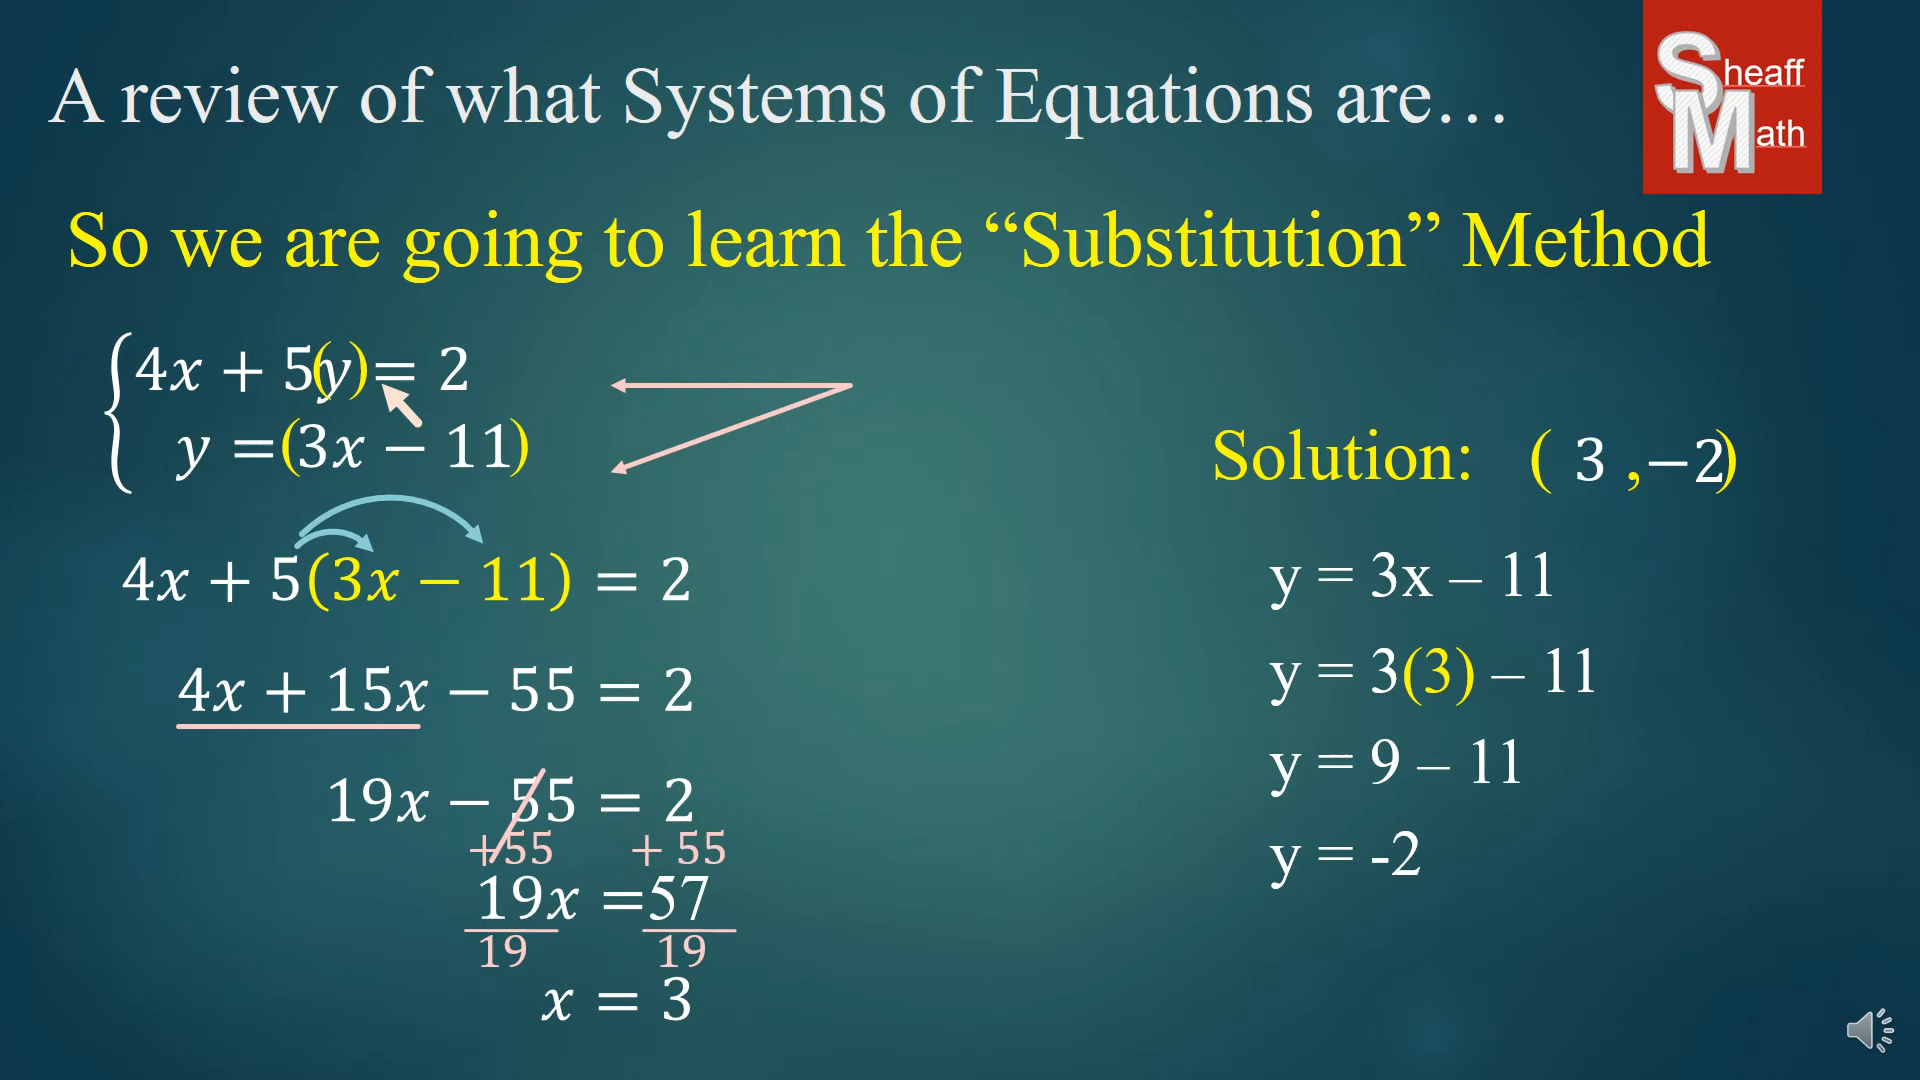 A review of what Systems of Equations are…
Sheaff
Math
So we are going to learn the “Substitution” Method
4x + 5(y) = 2
y = (3x − 11)
4x + 5(3x − 11) = 2
4x + 15x − 55 = 2
19x − 55 = 2
+55 + 55
19x = 57
19 19
x = 3
Solution: ( 3 , −2)
y = 3x – 11
y = 3(3) – 11
y = 9 – 11
y = -2